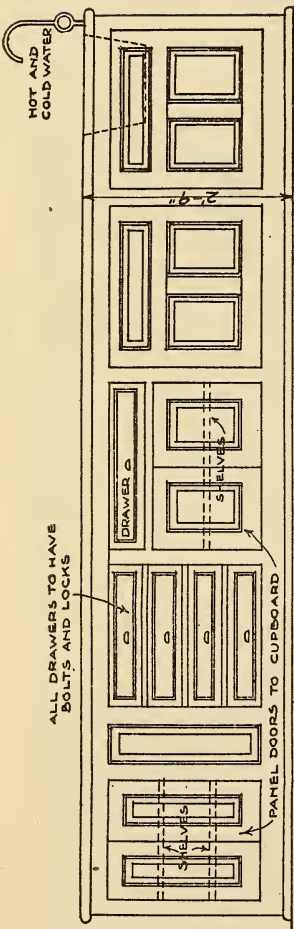 HOT AND
COLD WATER
2'-9"
ALL DRAWERS TO HAVE
BOLTS AND LOCKS
DRAWER
SHELVES
SHELVES
PANEL DOORS TO CUPBOARD